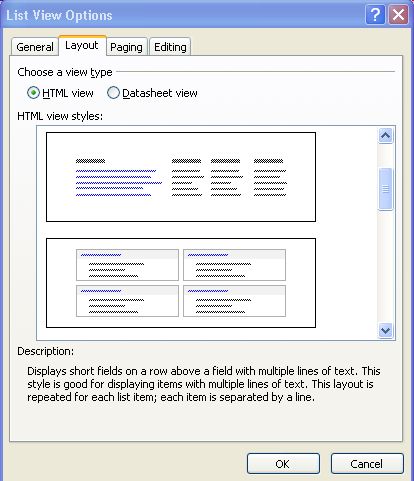 List View Options
General Layout Paging Editing
Choose a view type
HTML view Datasheet view
HTML view styles:
Description:
Displays short fields on a row above a field with multiple lines of text. This
style is good for displaying items with multiple lines of text. This layout is
repeated for each list item; each item is separated by a line.
OK Cancel